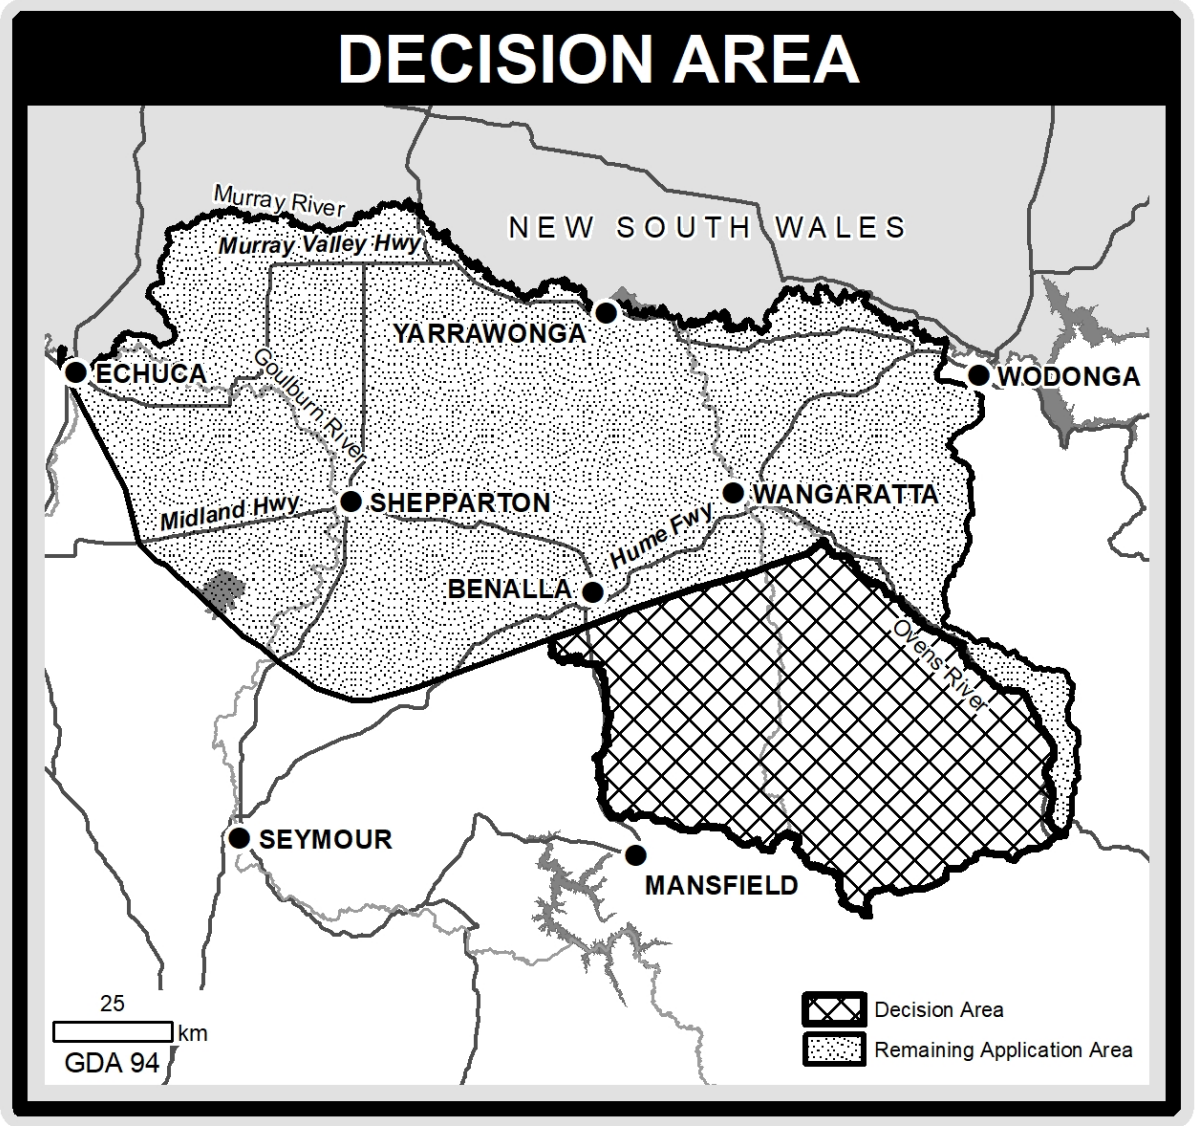 DECISION AREA
Murray River
NEW SOUTH WALES
Murray Valley Hwy
YARRAWONGA
ECHUCA
WODONGA
Goulburn River
Midland Hwy
SHEPPARTON
WANGARATTA
Hume Fwy
BENALLA
Ovens River
SEYMOUR
MANSFIELD
25
km
GDA 94
Decision Area
Remaining Application Area